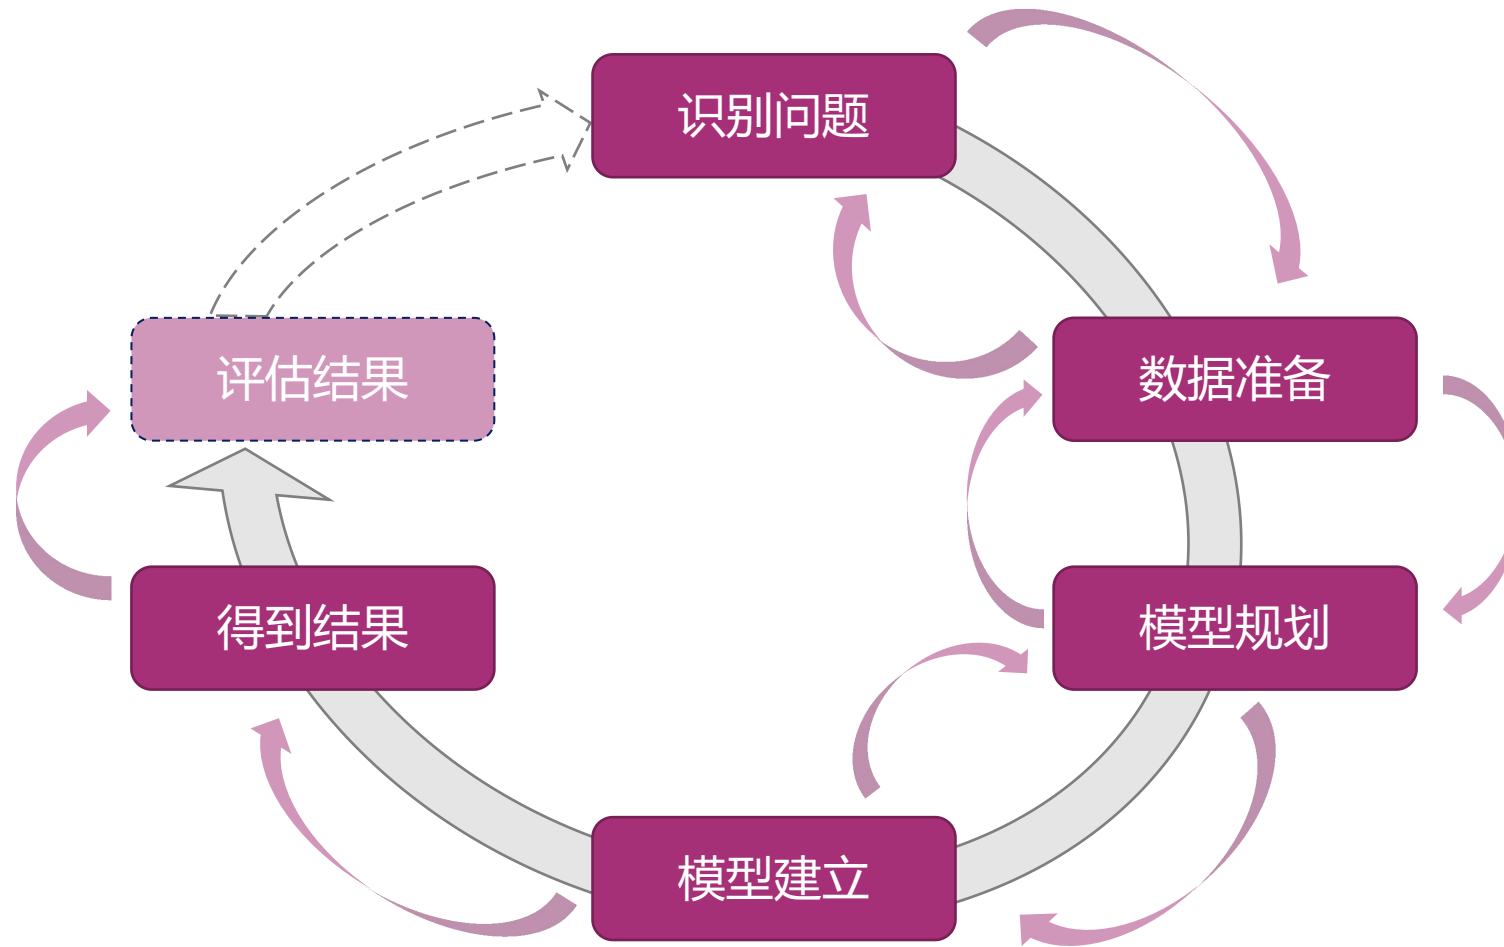 识别问题
数据准备
模型规划
模型建立
得到结果
评估结果